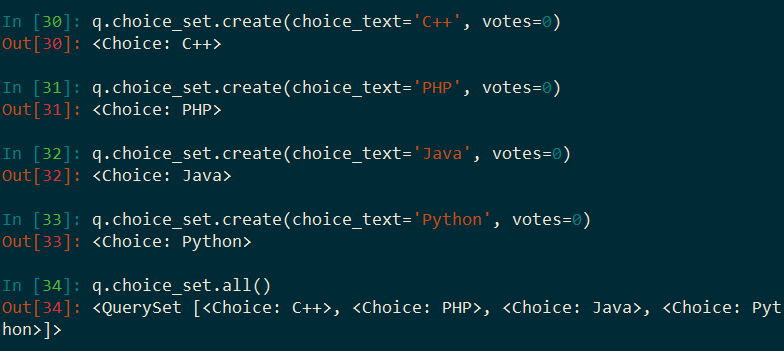 In [30]: q.choice_set.create(choice_text='C++', votes=0)
Out[30]: <Choice: C++>
In [31]: q.choice_set.create(choice_text='PHP', votes=0)
Out[31]: <Choice: PHP>
In [32]: q.choice_set.create(choice_text='Java', votes=0)
Out[32]: <Choice: Java>
In [33]: q.choice_set.create(choice_text='Python', votes=0)
Out[33]: <Choice: Python>
In [34]: q.choice_set.all()
Out[34]: <QuerySet [<Choice: C++>, <Choice: PHP>, <Choice: Java>, <Choice: Pyt
hon>]>